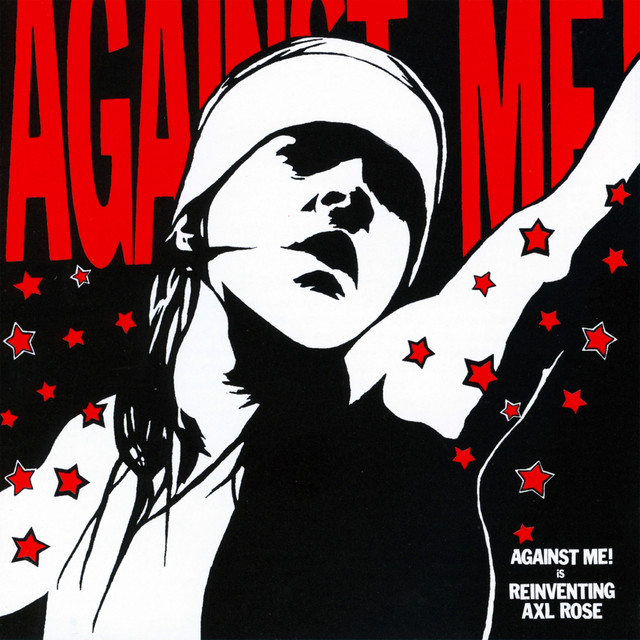 AGAINST ME!
AGAINST ME!
is
REINVENTING
AXL ROSE